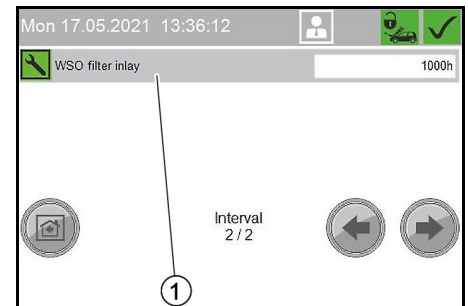 Mon 17.05.2021 13:36:12
WSO filter inlay 1000h
Interval
2 / 2
1